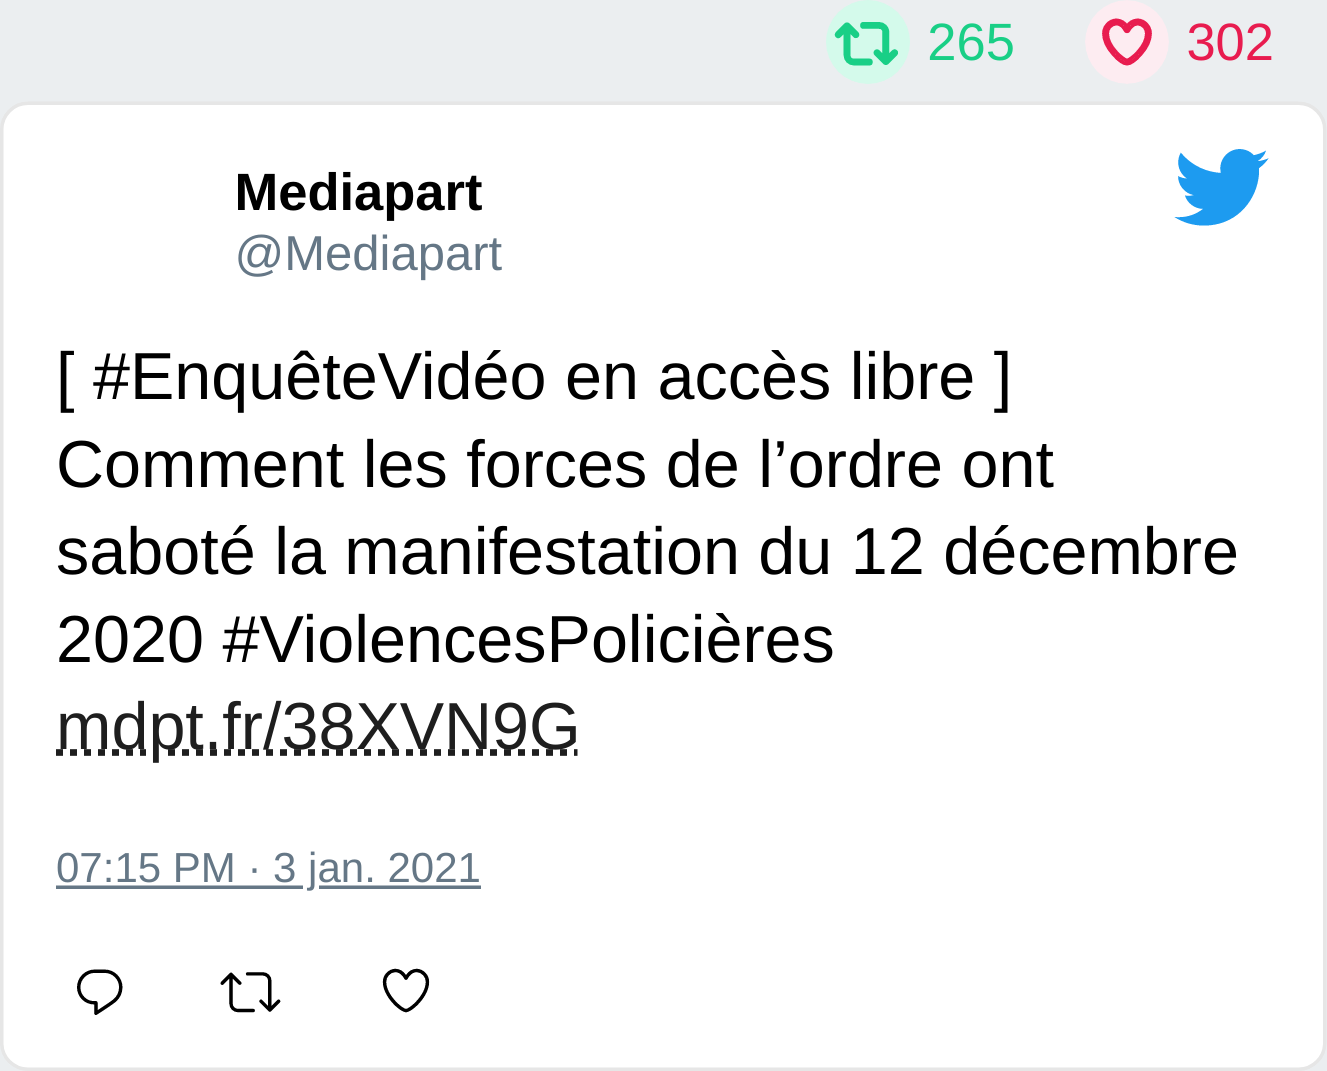 265 302
Mediapart
@Mediapart
[ #EnquêteVidéo en accès libre ]
Comment les forces de l’ordre ont
saboté la manifestation du 12 décembre
2020 #ViolencesPolicières
mdpt.fr/38XVN9G
07:15 PM · 3 jan. 2021